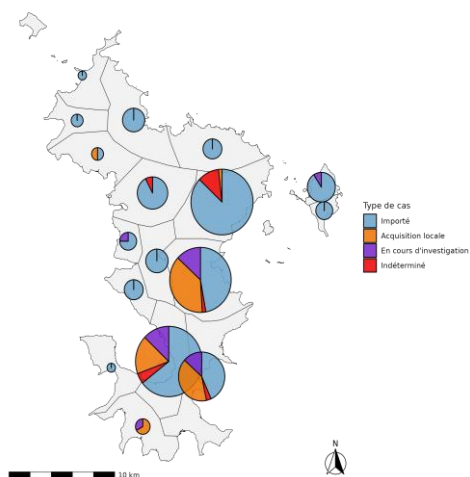 Type de cas
Importé
Acquisition locale
En cours d'investigation
Indéterminé
N
10 km